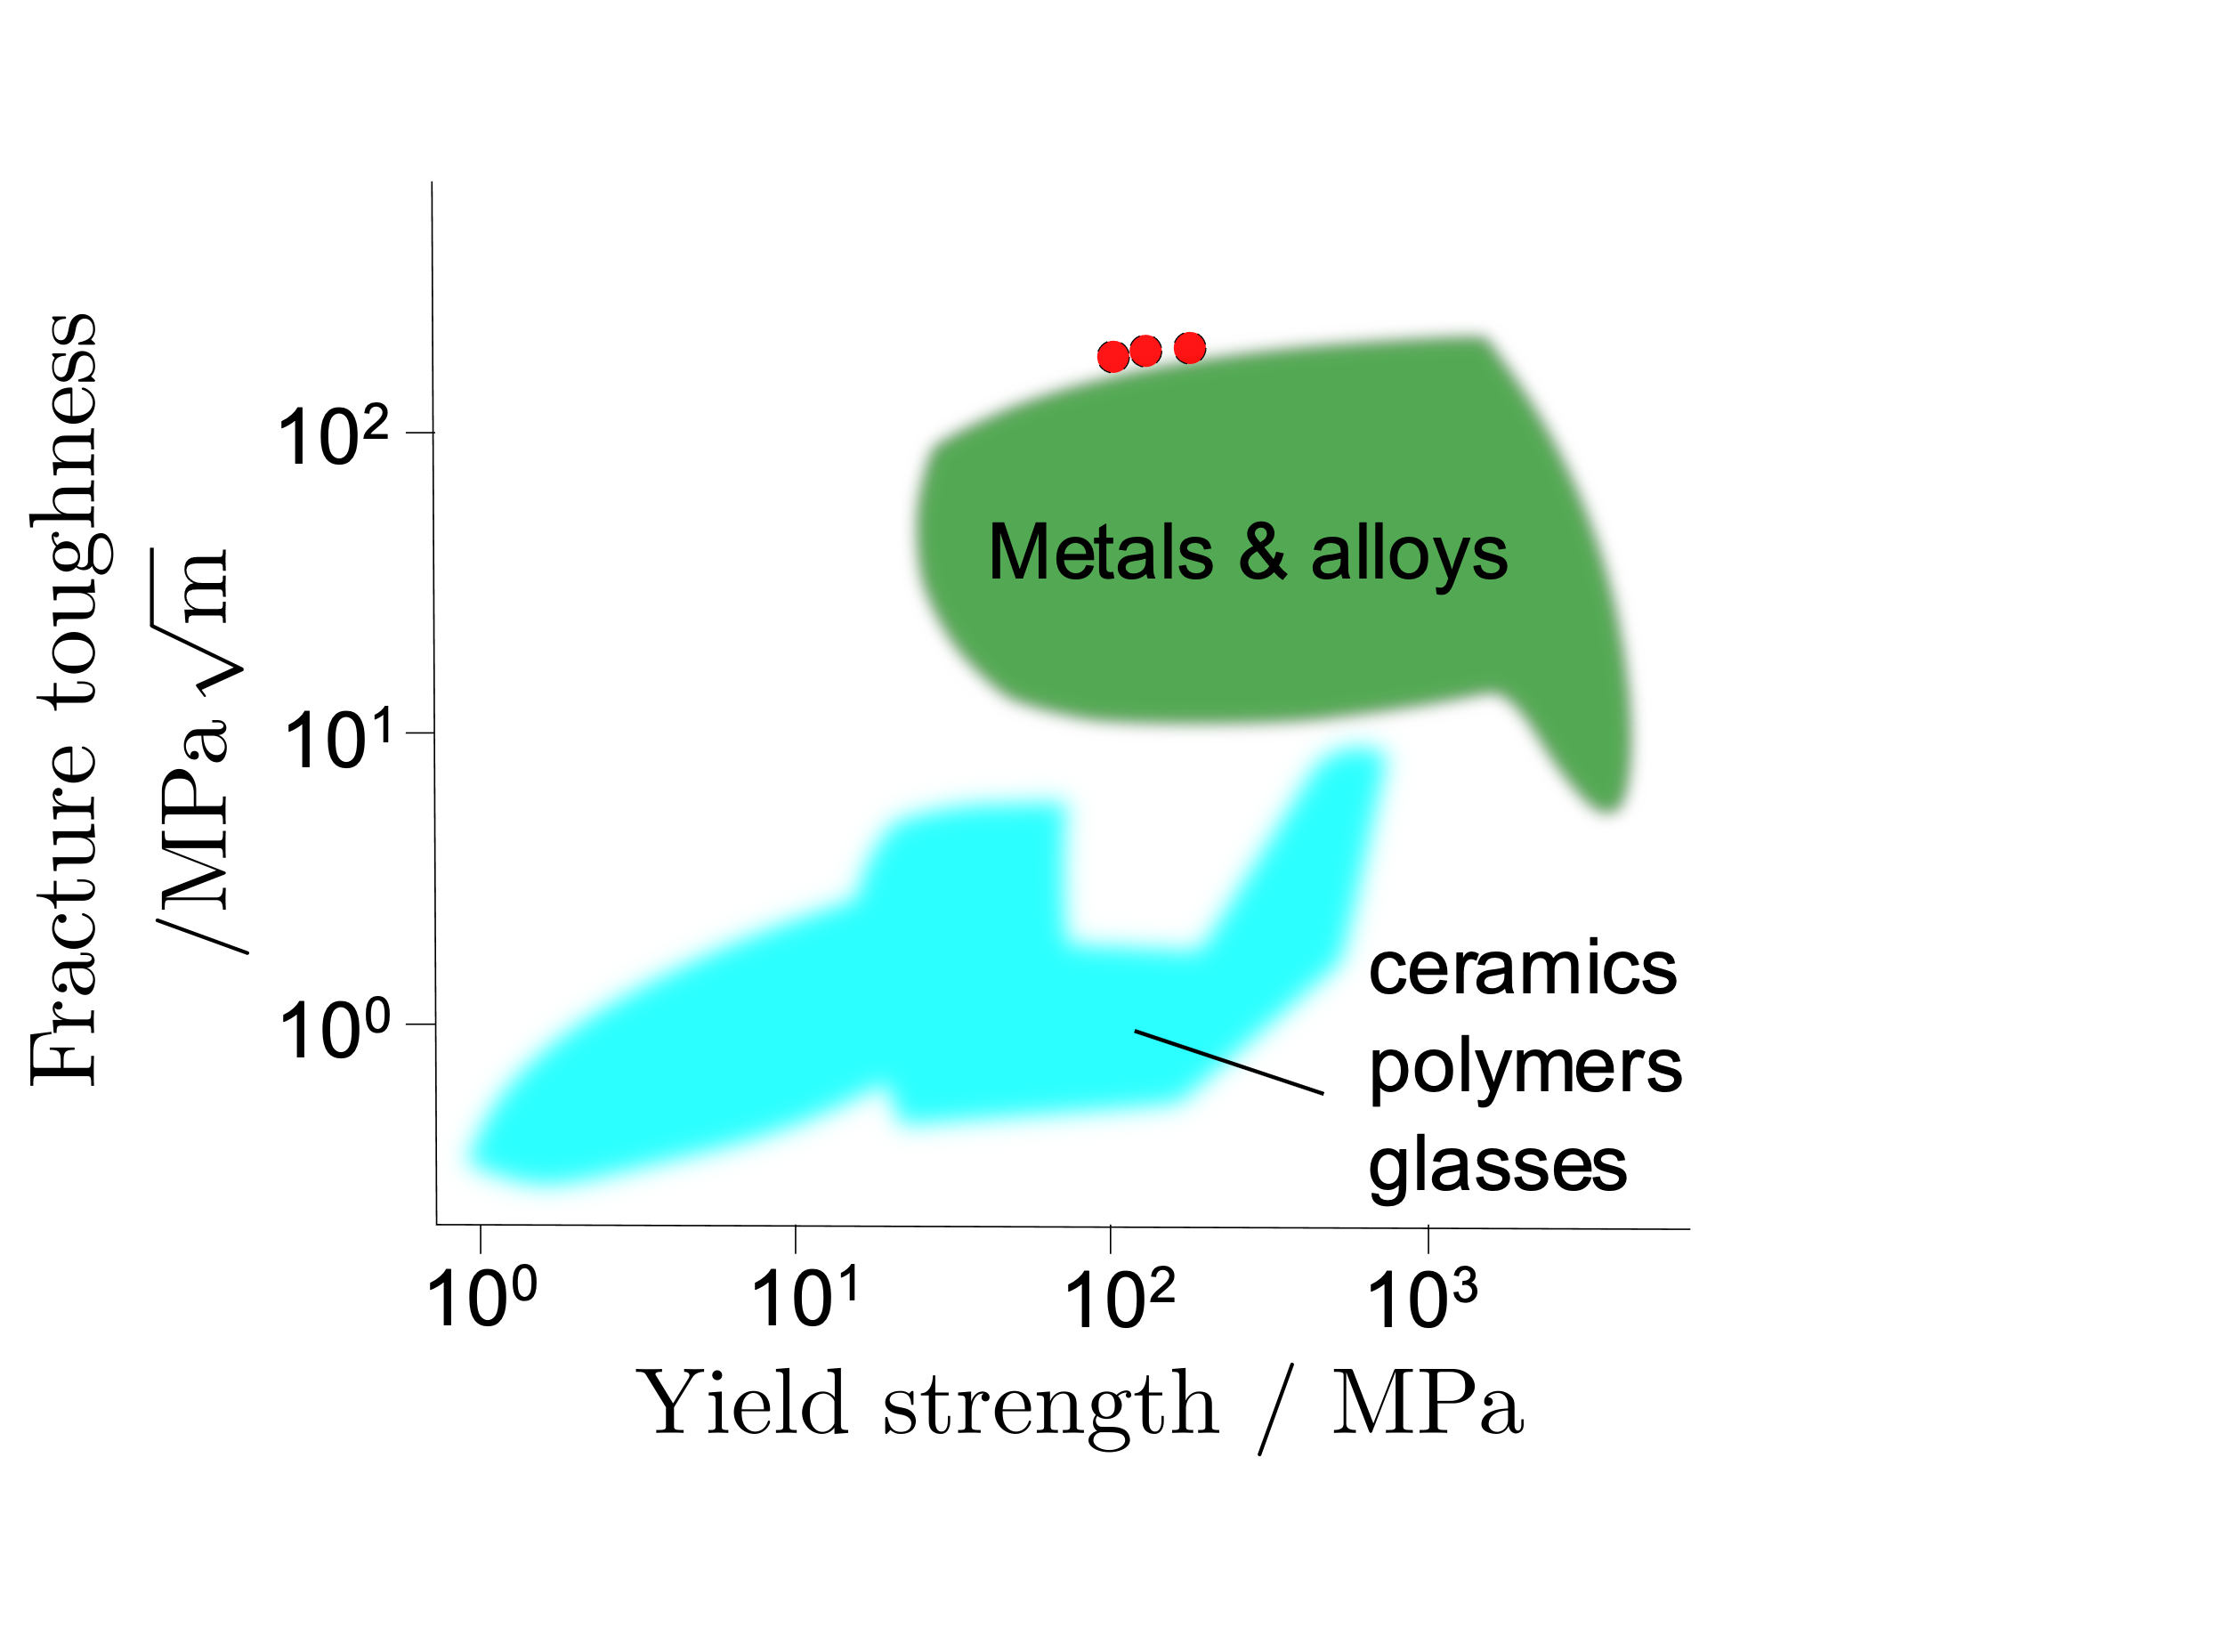 Fracture toughness
/MPa√m
10²
10¹
10⁰
Metals & alloys
ceramics
polymers
glasses
10⁰ 10¹ 10² 10³
Yield strength / MPa